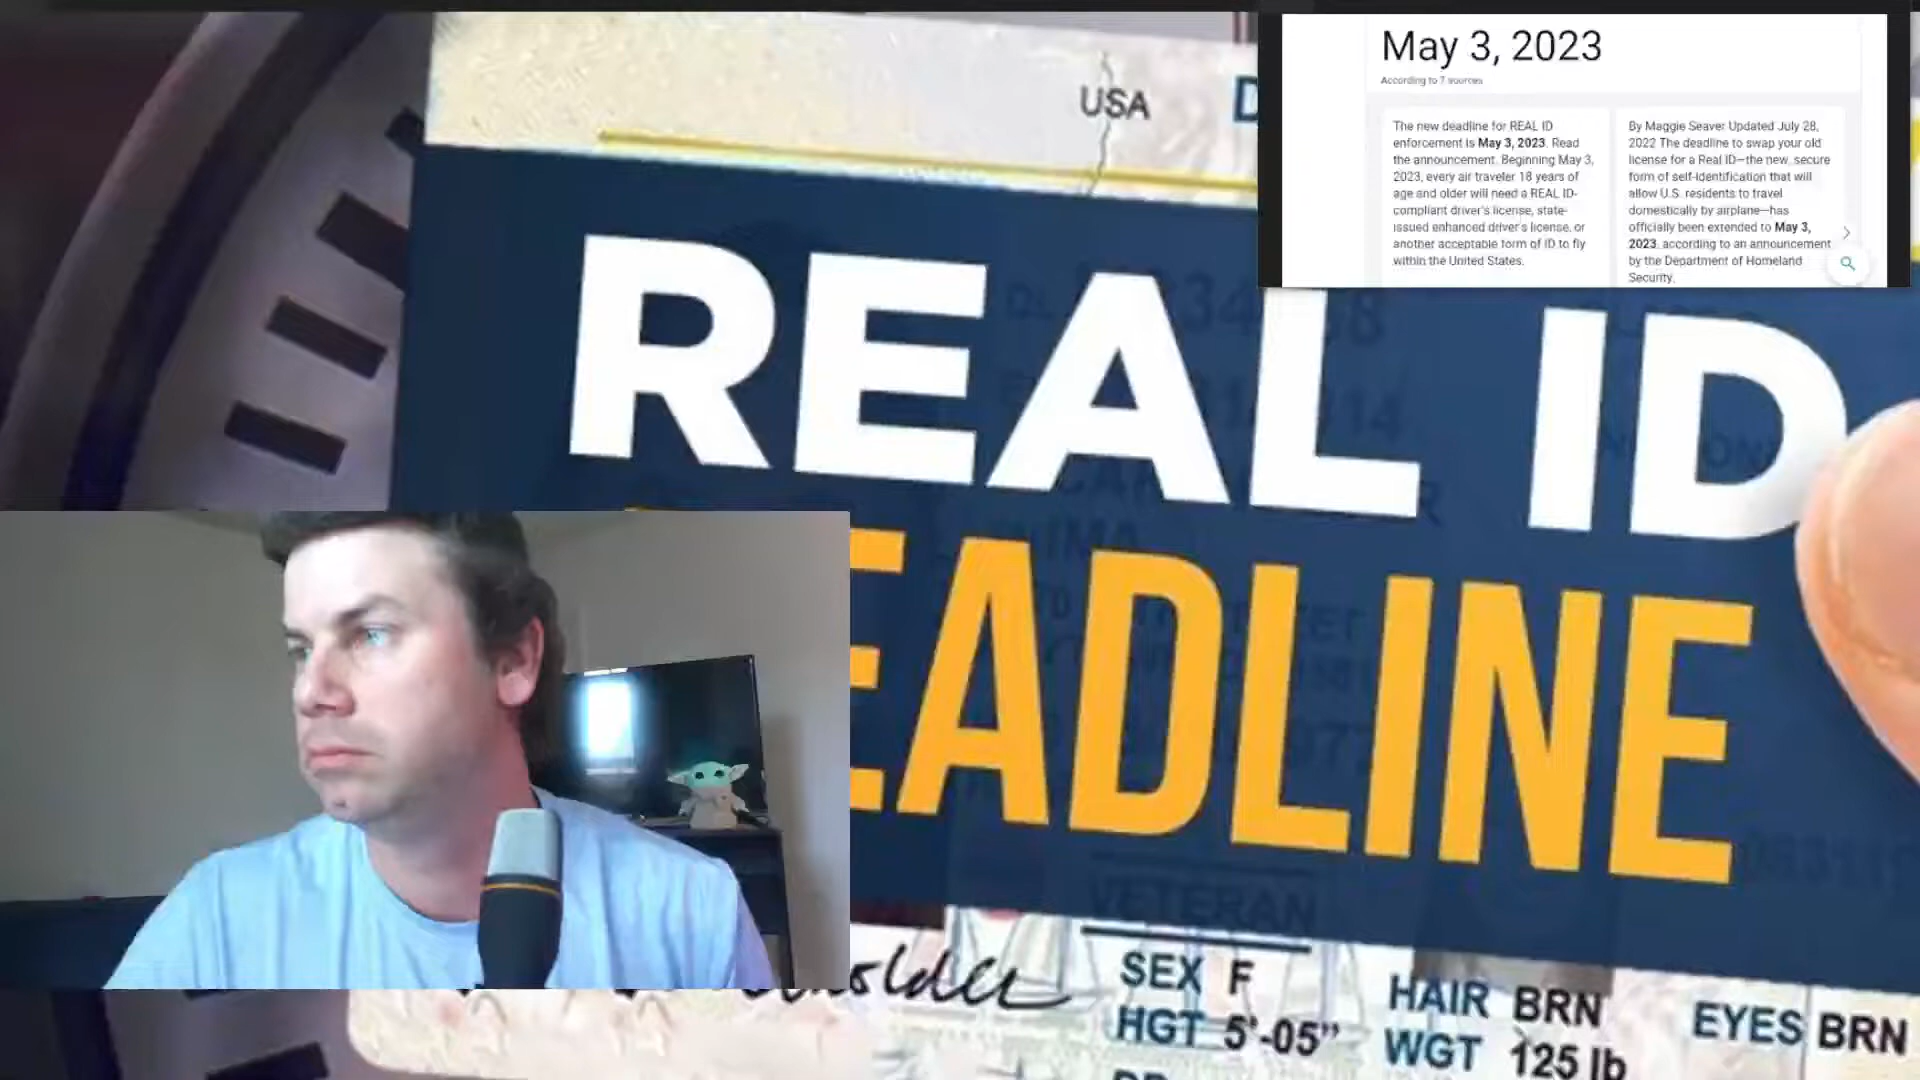 USA
REAL ID
EADLINE
VETERAN
SEX F
HGT 5'-05"
HAIR BRN
WGT 125 lb
EYES BRN
May 3, 2023
According to 7 sources
The new deadline for REAL ID
enforcement is May 3, 2023. Read
the announcement. Beginning May 3,
2023, every air traveler 18 years of
age and older will need a REAL ID-
compliant driver's license, state-
issued enhanced driver's license, or
another acceptable form of ID to fly
within the United States.
By Maggie Seaver Updated July 28,
2022 The deadline to swap your old
license for a Real ID—the new, secure
form of self-identification that will
allow U.S. residents to travel
domestically by airplane—has
officially been extended to May 3,
2023, according to an announcement
by the Department of Homeland
Security.